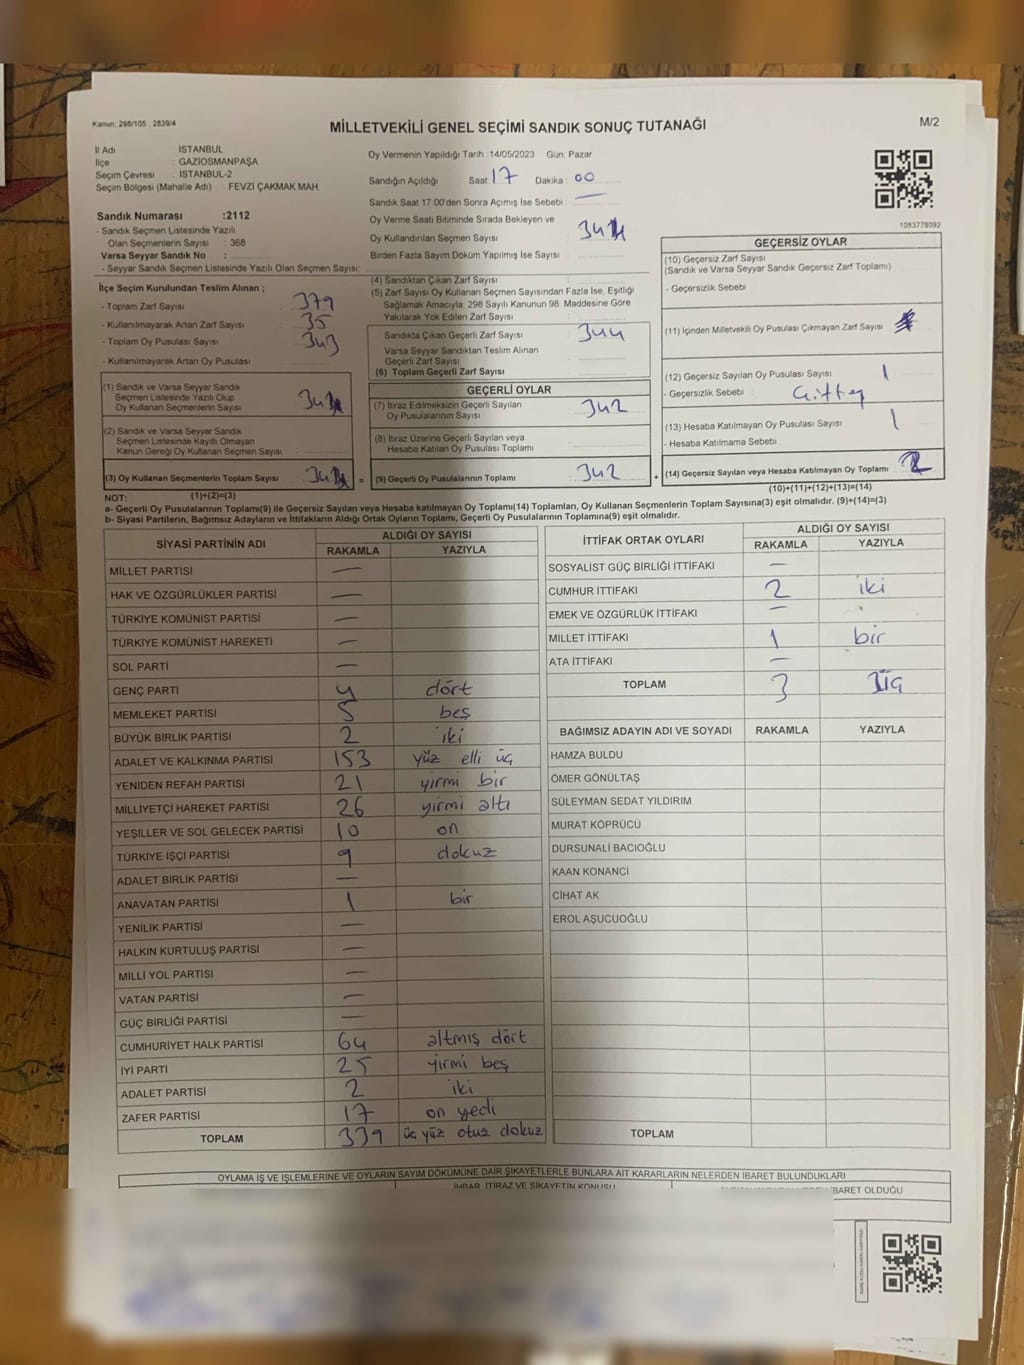 Kanun; 298/105 , 2839/4
MİLLETVEKİLİ GENEL SEÇİMİ SANDIK SONUÇ TUTANAĞI
M/2
İl Adı : İSTANBUL
İlçe : GAZİOSMANPAŞA
Seçim Çevresi : İSTANBUL-2
Seçim Bölgesi (Mahalle Adı) : FEVZİ ÇAKMAK MAH.
Sandık Numarası :2112
- Sandık Seçmen Listesinde Yazılı
Olan Seçmenlerin Sayısı : 368
Varsa Seyyar Sandık No :
- Seyyar Sandık Seçmen Listesinde Yazılı Olan Seçmen Sayısı:
Oy Vermenin Yapıldığı Tarih :14/05/2023 Gün: Pazar
Sandığın Açıldığı Saat: 17 Dakika : 00
Sandık Saat 17:00'den Sonra Açımış İse Sebebi :
Oy Verme Saati Bitiminde Sırada Bekleyen ve
Oy Kullandırılan Seçmen Sayısı
Birden Fazla Sayım Döküm Yapılmış İse Sayısı :
1093778392
İlçe Seçim Kurulundan Teslim Alınan ;
- Toplam Zarf Sayısı : 379
- Kullanılmayarak Artan Zarf Sayısı : 35
- Toplam Oy Pusulası Sayısı : 343
- Kullanılmayarak Artan Oy Pusulası :
(1) Sandık ve Varsa Seyyar Sandık
Seçmen Listesinde Yazılı Olup
Oy Kullanan Seçmenlerin Sayısı :
(2) Sandık ve Varsa Seyyar Sandık
Seçmen Listesinde Kayıtlı Olmayan
Kanun Gereği Oy Kullanan Seçmen Sayısı :
(3) Oy Kullanan Seçmenlerin Toplam Sayısı :
(1)+(2)=(3)
(4) Sandıktan Çıkan Zarf Sayısı :
(5) Zarf Sayısı Oy Kullanan Seçmen Sayısından Fazla İse, Eşitliği
Sağlamak Amacıyla, 298 Sayılı Kanunun 98. Maddesine Göre
Yakılarak Yok Edilen Zarf Sayısı :
Sandıkta Çıkan Geçerli Zarf Sayısı : 344
Varsa Seyyar Sandıktan Teslim Alınan
Geçerli Zarf Sayısı :
(6) Toplam Geçerli Zarf Sayısı :
GEÇERLİ OYLAR
(7) İtiraz Edilmeksizin Geçerli Sayılan
Oy Pusulalarının Sayısı : 342
(8) İtiraz Üzerine Geçerli Sayılan veya
Hesaba Katılan Oy Pusulası Toplamı :
= (9) Geçerli Oy Pusulalarının Toplamı : 342 +
GEÇERSİZ OYLAR
(10) Geçersiz Zarf Sayısı :
(Sandık ve Varsa Seyyar Sandık Geçersiz Zarf Toplamı)
- Geçersizlik Sebebi :
(11) İçinden Milletvekili Oy Pusulası Çıkmayan Zarf Sayısı :
(12) Geçersiz Sayılan Oy Pusulası Sayısı : 1
- Geçersizlik Sebebi :
(13) Hesaba Katılmayan Oy Pusulası Sayısı : 1
- Hesaba Katılmama Sebebi :
(14) Geçersiz Sayılan veya Hesaba Katılmayan Oy Toplamı : 2
(10)+(11)+(12)+(13)=(14)
NOT:
a- Geçerli Oy Pusulalarının Toplamı(9) ile Geçersiz Sayılan veya Hesaba katılmayan Oy Toplamı(14) Toplamları, Oy Kullanan Seçmenlerin Toplam Sayısına(3) eşit olmalıdır. (9)+(14)=(3)
b- Siyasi Partilerin, Bağımsız Adayların ve İttifakların Aldığı Ortak Oyların Toplamı, Geçerli Oy Pusulalarının Toplamına(9) eşit olmalıdır.
SİYASİ PARTİNİN ADI ALDIĞI OY SAYISI
RAKAMLA YAZIYLA
MİLLET PARTİSİ —
HAK VE ÖZGÜRLÜKLER PARTİSİ —
TÜRKİYE KOMÜNİST PARTİSİ —
TÜRKİYE KOMÜNİST HAREKETİ —
SOL PARTİ —
GENÇ PARTİ 4 dört
MEMLEKET PARTİSİ 5 beş
BÜYÜK BİRLİK PARTİSİ 2 iki
ADALET VE KALKINMA PARTİSİ 153 yüz elli üç
YENİDEN REFAH PARTİSİ 21 yirmi bir
MİLLİYETÇİ HAREKET PARTİSİ 26 yirmi altı
YEŞİLLER VE SOL GELECEK PARTİSİ 10 on
TÜRKİYE İŞÇİ PARTİSİ 9 dokuz
ADALET BİRLİK PARTİSİ —
ANAVATAN PARTİSİ 1 bir
YENİLİK PARTİSİ —
HALKIN KURTULUŞ PARTİSİ —
MİLLİ YOL PARTİSİ —
VATAN PARTİSİ —
GÜÇ BİRLİĞİ PARTİSİ —
CUMHURİYET HALK PARTİSİ 64 altmış dört
İYİ PARTİ 25 yirmi beş
ADALET PARTİSİ 2 iki
ZAFER PARTİSİ 17 on yedi
TOPLAM 339 üç yüz otuz dokuz
İTTİFAK ORTAK OYLARI ALDIĞI OY SAYISI
RAKAMLA YAZIYLA
SOSYALİST GÜÇ BİRLİĞİ İTTİFAKI —
CUMHUR İTTİFAKI 2 iki
EMEK VE ÖZGÜRLÜK İTTİFAKI —
MİLLET İTTİFAKI 1 bir
ATA İTTİFAKI —
TOPLAM 3 üç
BAĞIMSIZ ADAYIN ADI VE SOYADI RAKAMLA YAZIYLA
HAMZA BULDU
ÖMER GÖNÜLTAŞ
SÜLEYMAN SEDAT YILDIRIM
MURAT KÖPRÜCÜ
DURSUNALİ BACIOĞLU
KAAN KONANCİ
CİHAT AK
EROL AŞUCUOĞLU
TOPLAM
OYLAMA İŞ VE İŞLEMLERİNE VE OYLARIN SAYIM DÖKÜMÜNE DAİR ŞİKAYETLERLE BUNLARA AİT KARARLARIN NELERDEN İBARET BULUNDUKLARI
İHBAR, İTİRAZ VE ŞİKAYETİN KONUSU
İBARET OLDUĞU